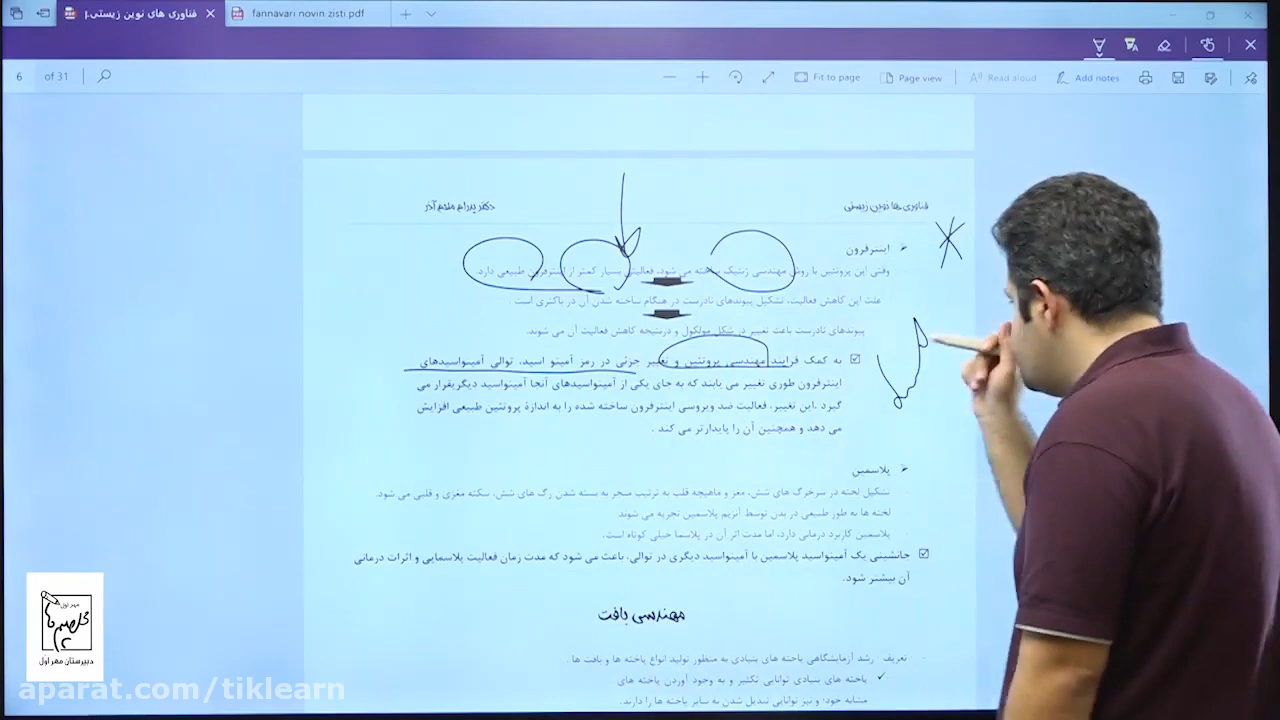 فناوری های نوین زیستی.p
fannavari novin zisti.pdf
6 of 31
Fit to page
Page view
Read aloud
Add notes
فناوری ها نوین زیستی
دکتر پدرام
اینترفرون
وقتی این پروتئین با روش مهندسی ژنتیک ساخته می شود، فعالیتی بسیار کمتر از اینترفرون طبیعی دارد.
علت این کاهش فعالیت، تشکیل پیوندهای نادرست در هنگام ساخته شدن آن در باکتری است .
پیوندهای نادرست باعث تغییر در شکل مولکول و درنتیجه کاهش فعالیت آن می شوند.
به کمک فرایند مهندسی پروتئین و تغییر جزئی در رمز آمینو اسید، توالی آمینواسیدهاي
اینترفرون طوری تغییر می یابند که به جای یکی از آمینواسیدهای آنجا آمینواسید دیگریقرار می
گیرد .این تغییر، فعالیت ضد ویروسی اینترفرون ساخته شده را به اندازهٔ پروتئین طبیعی افزایش
می دهد و همچنین آن را پایدارتر می کند .
پلاسمین
تشکیل لخته در سرخرگ های شش، مغز و ماهیچه قلب به ترتیب منجر به بسته شدن رگ های شش، سکته مغزی و قلبی می شود.
لخته ها به طور طبیعی در بدن توسط آنزیم پلاسمین تجزیه می شوند
پلاسمین کاربرد درمانی دارد، اما مدت اثر آن در پلاسما خیلی کوتاه است.
جانشینی یک آمینواسید پلاسمین با آمینواسید دیگری در توالی، باعث می شود که مدت زمان فعالیت پلاسمایی و اثرات درمانی
آن بیشتر شود.
مهندسی بافت
تعریف : رشد آزمایشگاهی یاخته های بنیادی به منظور تولید انواع یاخته ها و بافت ها .
یاخته های بنیادی توانایی تکثیر و به وجود آوردن یاخته های
مشابه خود؛ و نیز توانایی تبدیل شدن به سایر یاخته ها را دارند.
مهر اول
دبیرستان مهر اول
aparat.com/tiklearn